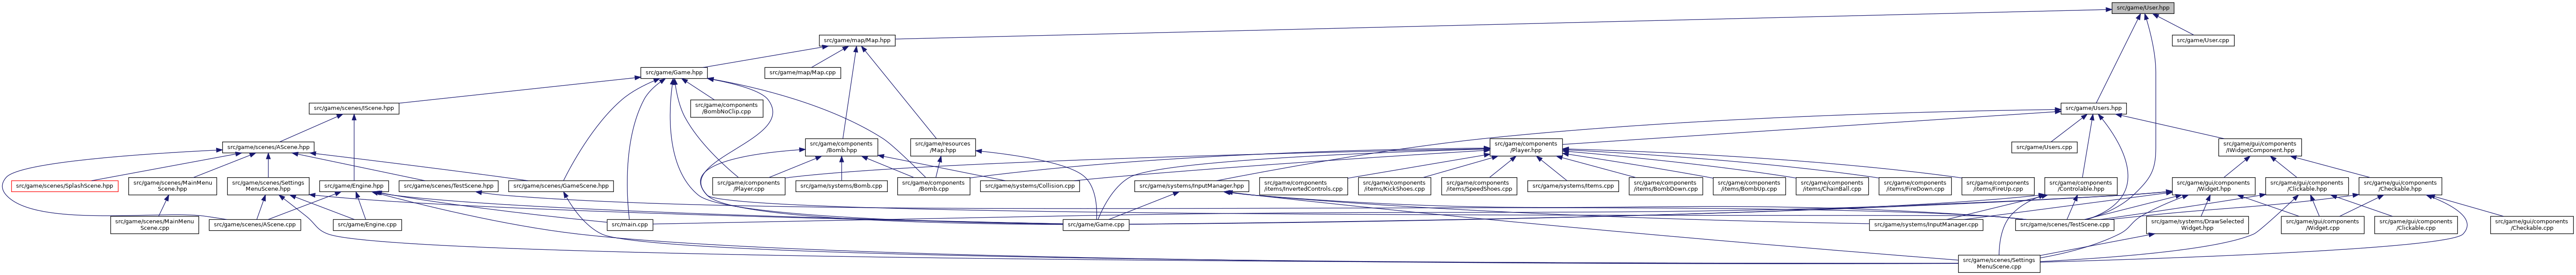 src/game/User.hpp
src/game/map/Map.hpp
src/game/User.cpp
src/game/Game.hpp
src/game/map/Map.cpp
src/game/scenes/IScene.hpp
src/game/components
/BombNoClip.cpp
src/game/Users.hpp
src/game/scenes/AScene.hpp
src/game/components
/Bomb.hpp
src/game/resources
/Map.hpp
src/game/components
/Player.hpp
src/game/Users.cpp
src/game/gui/components
/IWidgetComponent.hpp
src/game/scenes/SplashScene.hpp
src/game/scenes/MainMenu
Scene.hpp
src/game/scenes/Settings
MenuScene.hpp
src/game/Engine.hpp
src/game/scenes/TestScene.hpp
src/game/scenes/GameScene.hpp
src/game/components
/Player.cpp
src/game/systems/Bomb.cpp
src/game/components
/Bomb.cpp
src/game/systems/Collision.cpp
src/game/systems/InputManager.hpp
src/game/components
/items/InvertedControls.cpp
src/game/components
/items/KickShoes.cpp
src/game/components
/items/SpeedShoes.cpp
src/game/systems/Items.cpp
src/game/components
/items/BombDown.cpp
src/game/components
/items/BombUp.cpp
src/game/components
/items/ChainBall.cpp
src/game/components
/items/FireDown.cpp
src/game/components
/items/FireUp.cpp
src/game/components
/Controlable.hpp
src/game/gui/components
/Widget.hpp
src/game/gui/components
/Clickable.hpp
src/game/gui/components
/Checkable.hpp
src/game/scenes/MainMenu
Scene.cpp
src/game/scenes/AScene.cpp
src/game/Engine.cpp
src/main.cpp
src/game/Game.cpp
src/game/systems/InputManager.cpp
src/game/scenes/TestScene.cpp
src/game/systems/DrawSelected
Widget.hpp
src/game/gui/components
/Widget.cpp
src/game/gui/components
/Clickable.cpp
src/game/gui/components
/Checkable.cpp
src/game/scenes/Settings
MenuScene.cpp